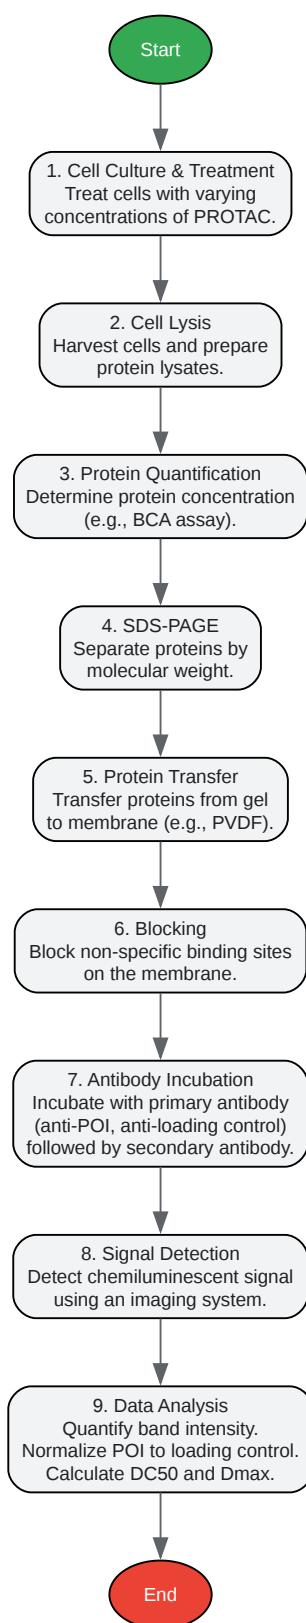 Start
1. Cell Culture & Treatment
Treat cells with varying
concentrations of PROTAC.
2. Cell Lysis
Harvest cells and prepare
protein lysates.
3. Protein Quantification
Determine protein concentration
(e.g., BCA assay).
4. SDS-PAGE
Separate proteins by
molecular weight.
5. Protein Transfer
Transfer proteins from gel
to membrane (e.g., PVDF).
6. Blocking
Block non-specific binding sites
on the membrane.
7. Antibody Incubation
Incubate with primary antibody
(anti-POI, anti-loading control)
followed by secondary antibody.
8. Signal Detection
Detect chemiluminescent signal
using an imaging system.
9. Data Analysis
Quantify band intensity.
Normalize POI to loading control.
Calculate DC50 and Dmax.
End